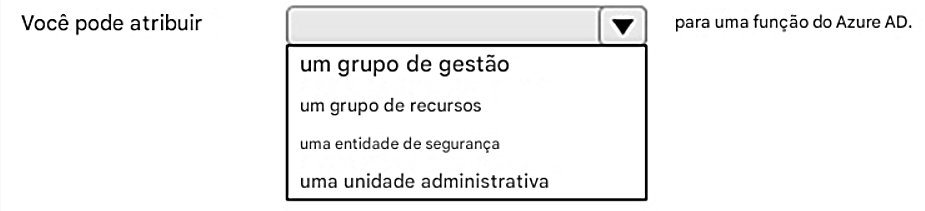 Você pode atribuir
para uma função do Azure AD.
um grupo de gestão
um grupo de recursos
uma entidade de segurança
uma unidade administrativa